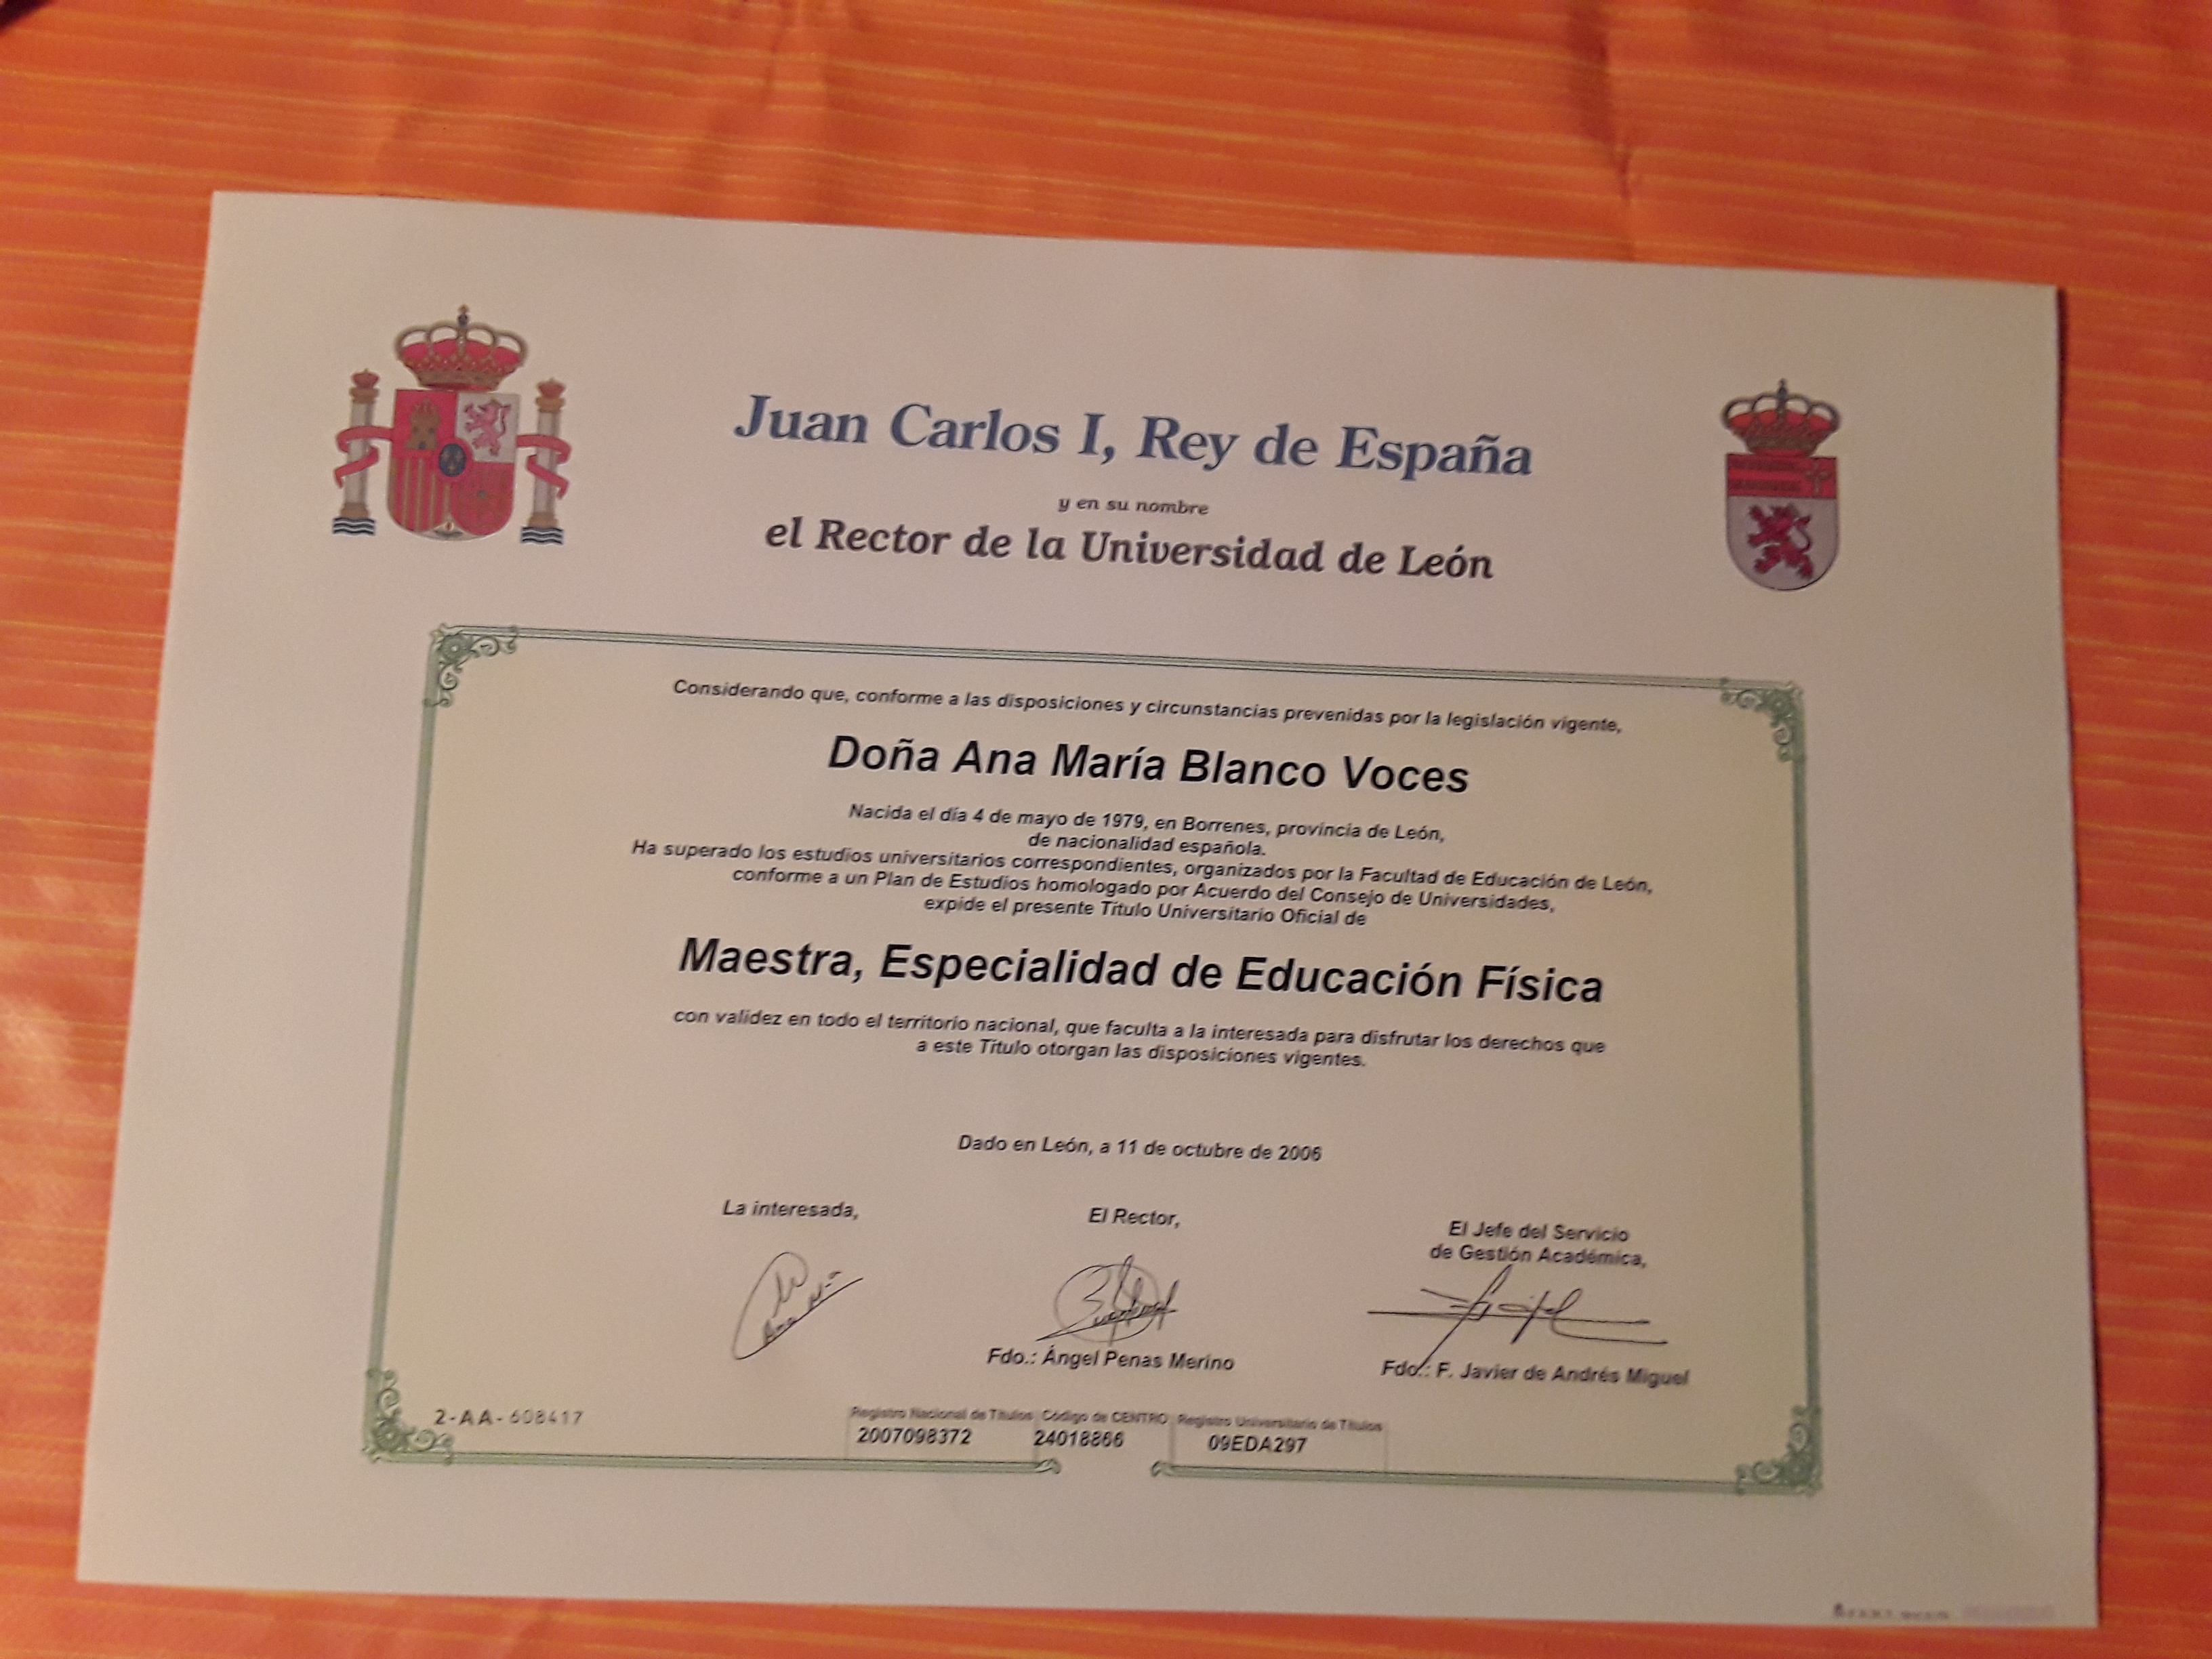 Juan Carlos I, Rey de España
y en su nombre
el Rector de la Universidad de León
Considerando que, conforme a las disposiciones y circunstancias prevenidas por la legislación vigente,
Doña Ana María Blanco Voces
Nacida el día 4 de mayo de 1979, en Borrenes, provincia de León,
de nacionalidad española.
Ha superado los estudios universitarios correspondientes, organizados por la Facultad de Educación de León,
conforme a un Plan de Estudios homologado por Acuerdo del Consejo de Universidades,
expide el presente Título Universitario Oficial de
Maestra, Especialidad de Educación Física
con validez en todo el territorio nacional, que faculta a la interesada para disfrutar los derechos que
a este Título otorgan las disposiciones vigentes.
Dado en León, a 11 de octubre de 2006
La interesada,
El Rector,
El Jefe del Servicio
de Gestión Académica,
Fdo.: Ángel Penas Merino
Fdo.: F. Javier de Andrés Miguel
2-AA-608417
Registro Nacional de Títulos Código de CENTRO Registro Universitario de Títulos
2007098372 24018866 09EDA297